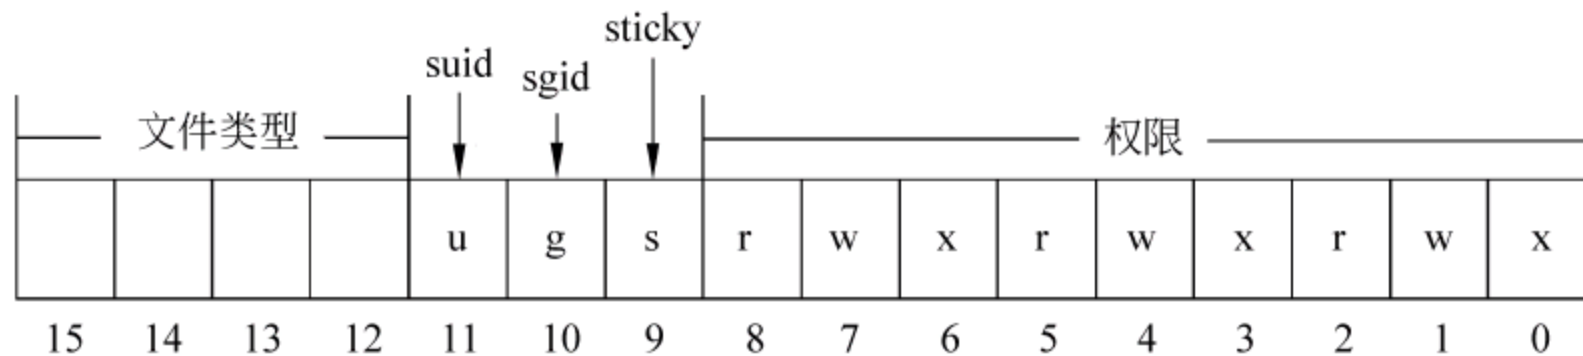 sticky
suid
sgid
文件类型 权限
u g s r w x r w x r w x
15 14 13 12 11 10 9 8 7 6 5 4 3 2 1 0